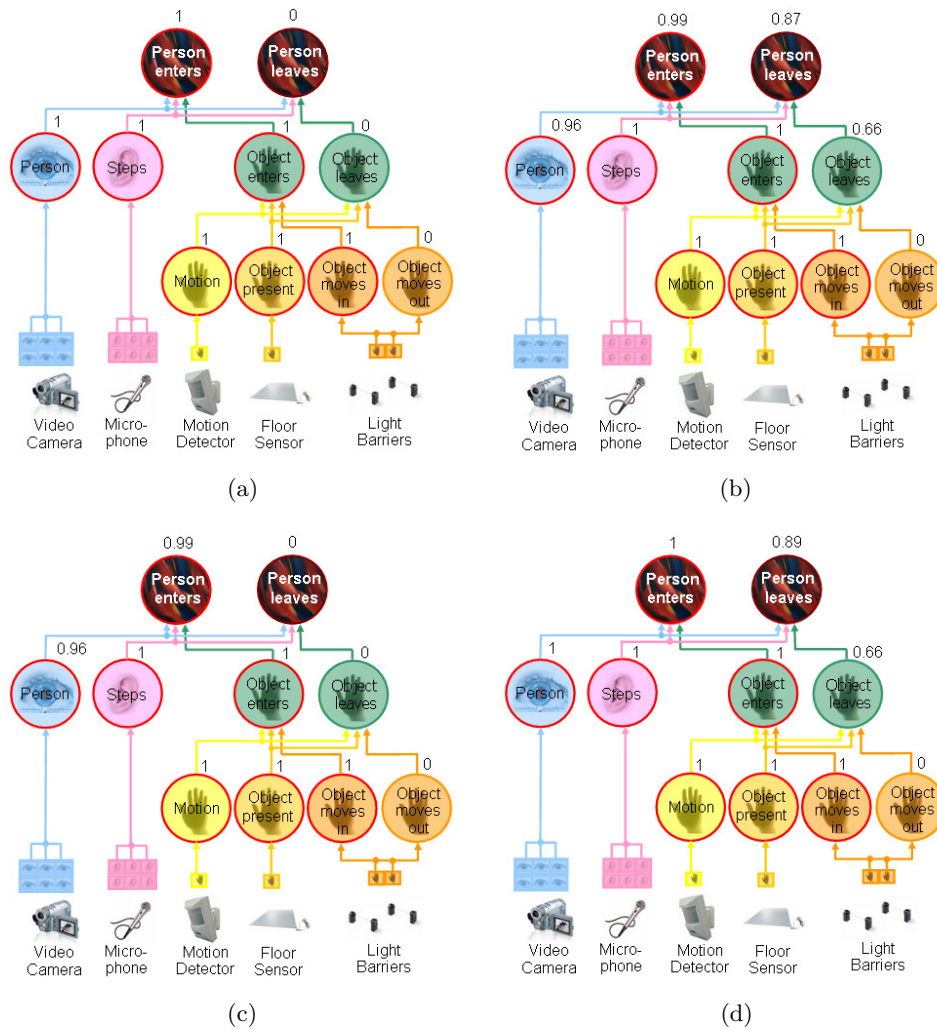 1
0
Person
enters
Person
leaves
1
1
1
0
Person
Steps
Object
enters
Object
leaves
1
1
1
0
Motion
Object
present
Object
moves
in
Object
moves
out
Video
Camera
Micro-
phone
Motion
Detector
Floor
Sensor
Light
Barriers
(a)
0.99
0.87
Person
enters
Person
leaves
0.96
1
1
0.66
Person
Steps
Object
enters
Object
leaves
1
1
1
0
Motion
Object
present
Object
moves
in
Object
moves
out
Video
Camera
Micro-
phone
Motion
Detector
Floor
Sensor
Light
Barriers
(b)
0.99
0
Person
enters
Person
leaves
0.96
1
1
0
Person
Steps
Object
enters
Object
leaves
1
1
1
0
Motion
Object
present
Object
moves
in
Object
moves
out
Video
Camera
Micro-
phone
Motion
Detector
Floor
Sensor
Light
Barriers
(c)
1
0.89
Person
enters
Person
leaves
1
1
1
0.66
Person
Steps
Object
enters
Object
leaves
1
1
1
0
Motion
Object
present
Object
moves
in
Object
moves
out
Video
Camera
Micro-
phone
Motion
Detector
Floor
Sensor
Light
Barriers
(d)